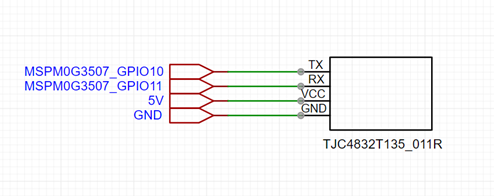 MSPM0G3507_GPIO10 TX
MSPM0G3507_GPIO11 RX
5V VCC
GND GND
TJC4832T135_011R